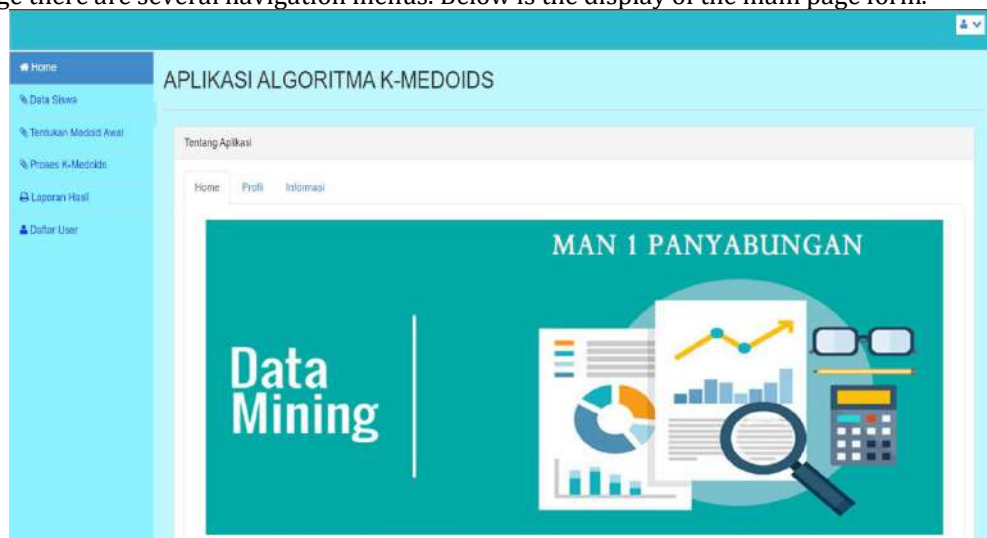 ge there are several navigation menus. Below is the display of the main page form.
Home
Data Siswa
Tentukan Medoid Awal
Proses K-Medoids
Laporan Hasil
Daftar User
APLIKASI ALGORITMA K-MEDOIDS
Tentang Aplikasi
Home Profil Informasi
MAN 1 PANYABUNGAN
Data
Mining